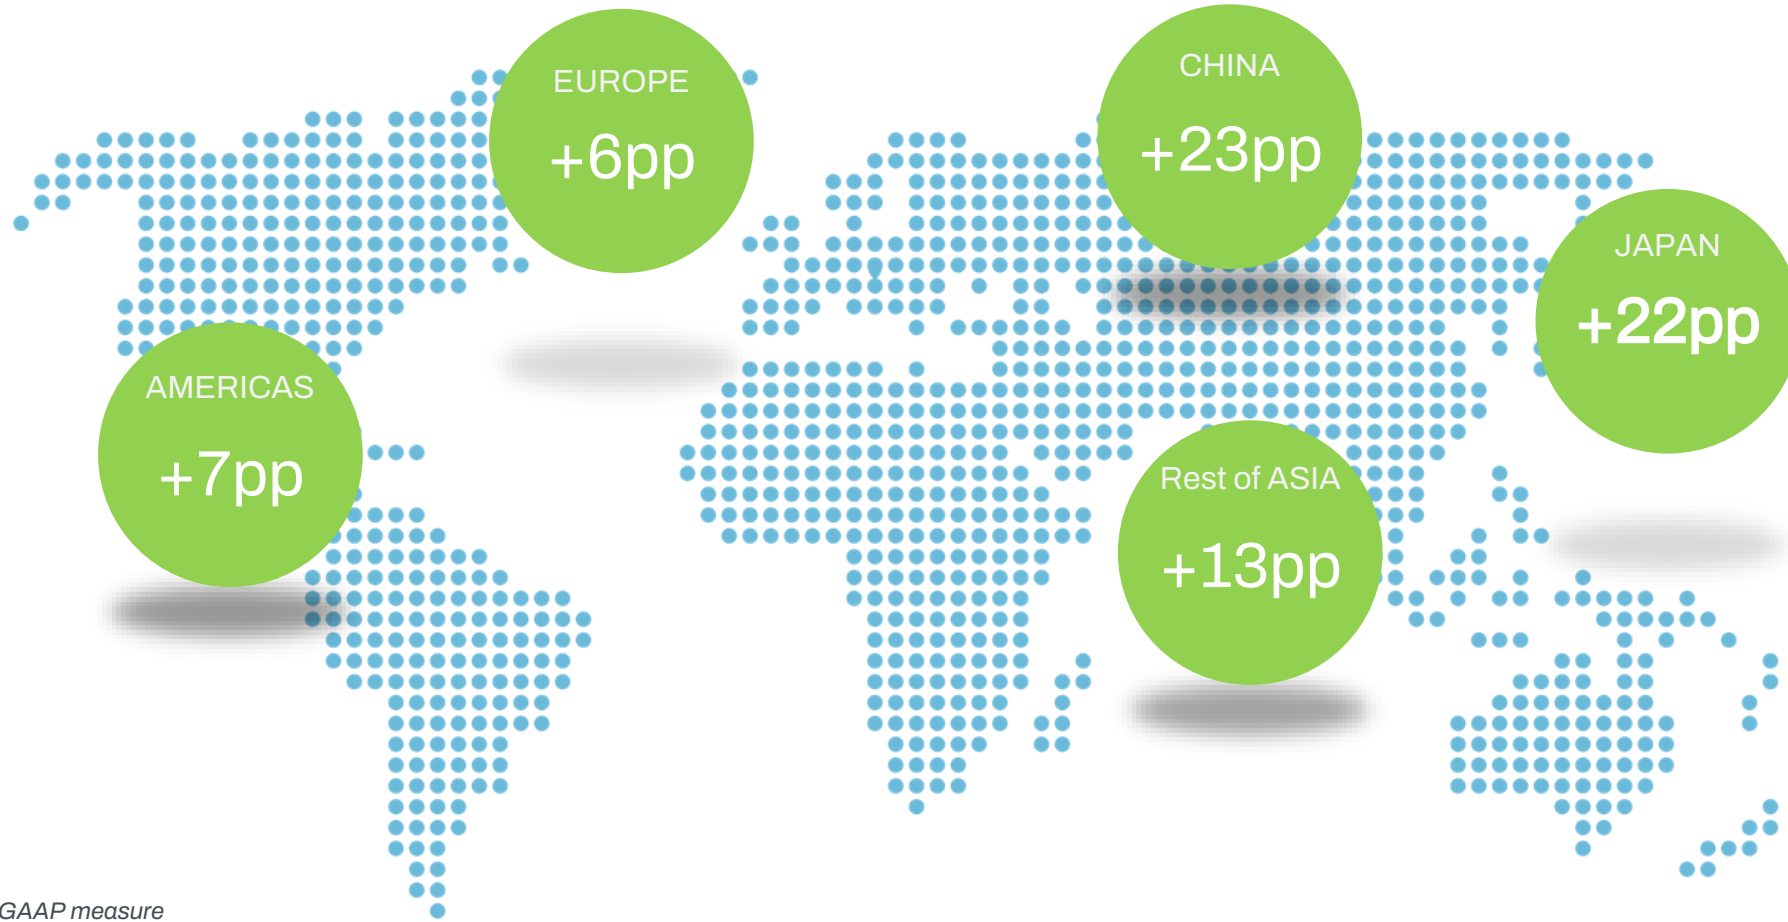 EUROPE
+6pp
CHINA
+23pp
JAPAN
+22pp
AMERICAS
+7pp
Rest of ASIA
+13pp
GAAP measure